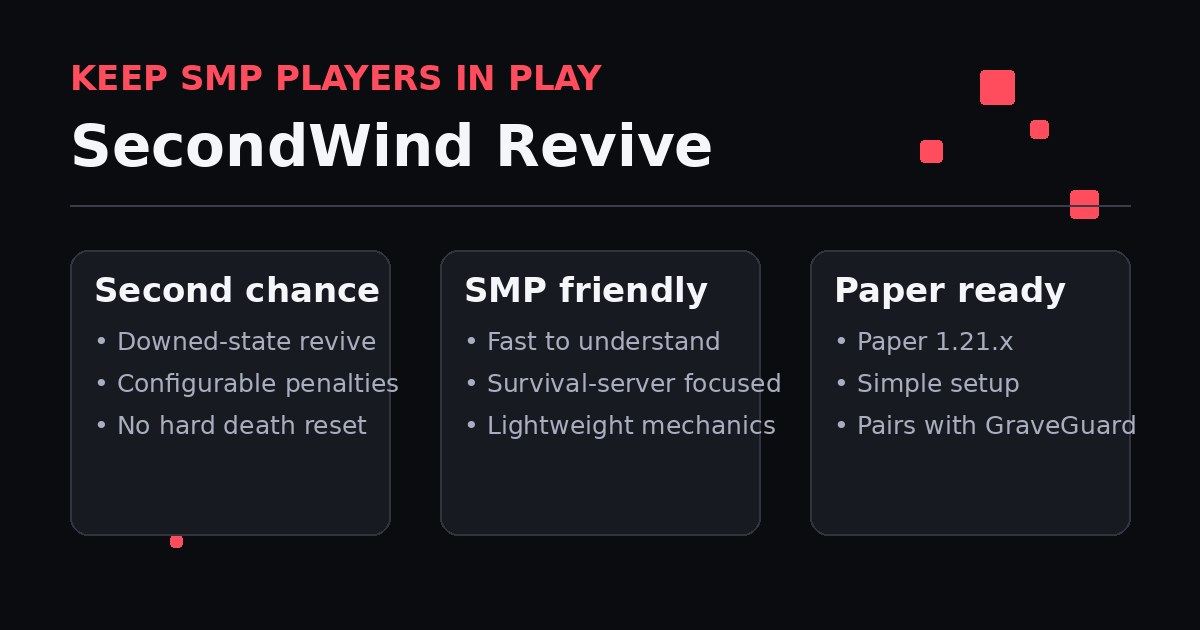 KEEP SMP PLAYERS IN PLAY
SecondWind Revive
Second chance
• Downed-state revive
• Configurable penalties
• No hard death reset
SMP friendly
• Fast to understand
• Survival-server focused
• Lightweight mechanics
Paper ready
• Paper 1.21.x
• Simple setup
• Pairs with GraveGuard